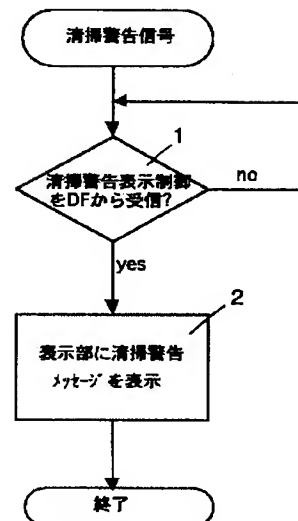 清掃警告信号
1
清掃警告表示制御
をDFから受信?
no
yes
2
表示部に清掃警告
ﾒｯｾｰｼﾞを表示
終了